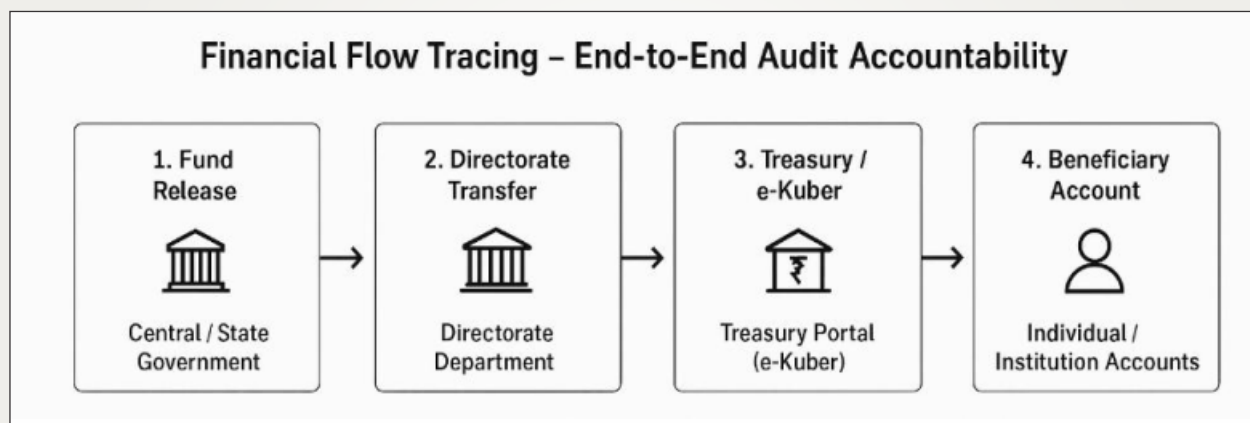 Financial Flow Tracing – End-to-End Audit Accountability
1. Fund
Release
Central / State
Government
2. Directorate
Transfer
Directorate
Department
3. Treasury /
e-Kuber
₹
Treasury Portal
(e-Kuber)
4. Beneficiary
Account
Individual /
Institution Accounts